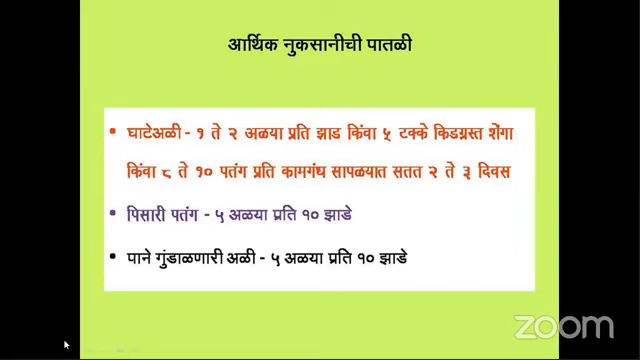 आर्थिक नुकसानीची पातळी
• घाटेअळी - १ ते २ अळया प्रति झाड किंवा ५ टक्के किडग्रस्त शेंगा
किंवा ८ ते १० पतंग प्रति कामगंध सापळयात सतत २ ते ३ दिवस
• पिसारी पतंग - ५ अळया प्रति १० झाडे
• पाने गुंडाळणारी अळी - ५ अळया प्रति १० झाडे
zoom